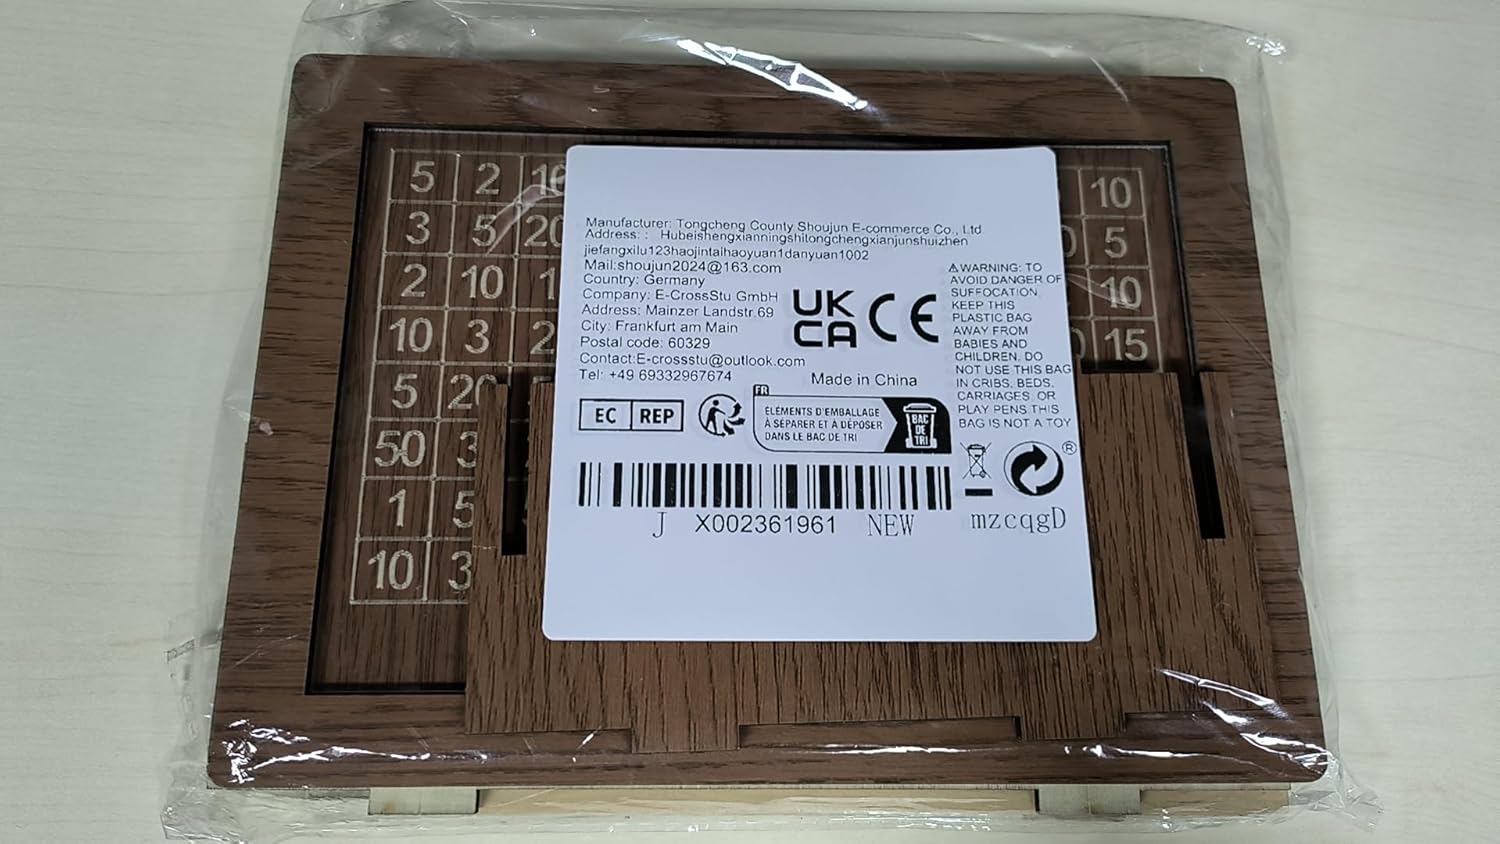 5 2
10
3 5 20
5
2 10
10
10 3
15
5
50
1 5
10 3
Manufacturer: Tongcheng County Shoujun E-commerce Co., Ltd
Address: : Hubeishengxianningshitongchengxianjunshuizhen
jiefangxilu123haojintaihaoyuan1danyuan1002
Mail:shoujun2024@163.com
Country: Germany
Company: E-CrossStu GmbH
Address: Mainzer Landstr.69
City: Frankfurt am Main
Postal code: 60329
Contact:E-crossstu@outlook.com
Tel: +49 69332967674
UK
CA
CE
Made in China
⚠WARNING: TO
AVOID DANGER OF
SUFFOCATION,
KEEP THIS
PLASTIC BAG
AWAY FROM
BABIES AND
CHILDREN. DO
NOT USE THIS BAG
IN CRIBS, BEDS,
CARRIAGES, OR
PLAY PENS.THIS
BAG IS NOT A TOY
EC REP
FR
ÉLÉMENTS D'EMBALLAGE
À SÉPARER ET À DÉPOSER
DANS LE BAC DE TRI
BAC
DE
TRI
®
J X002361961 NEW
mzcqgD